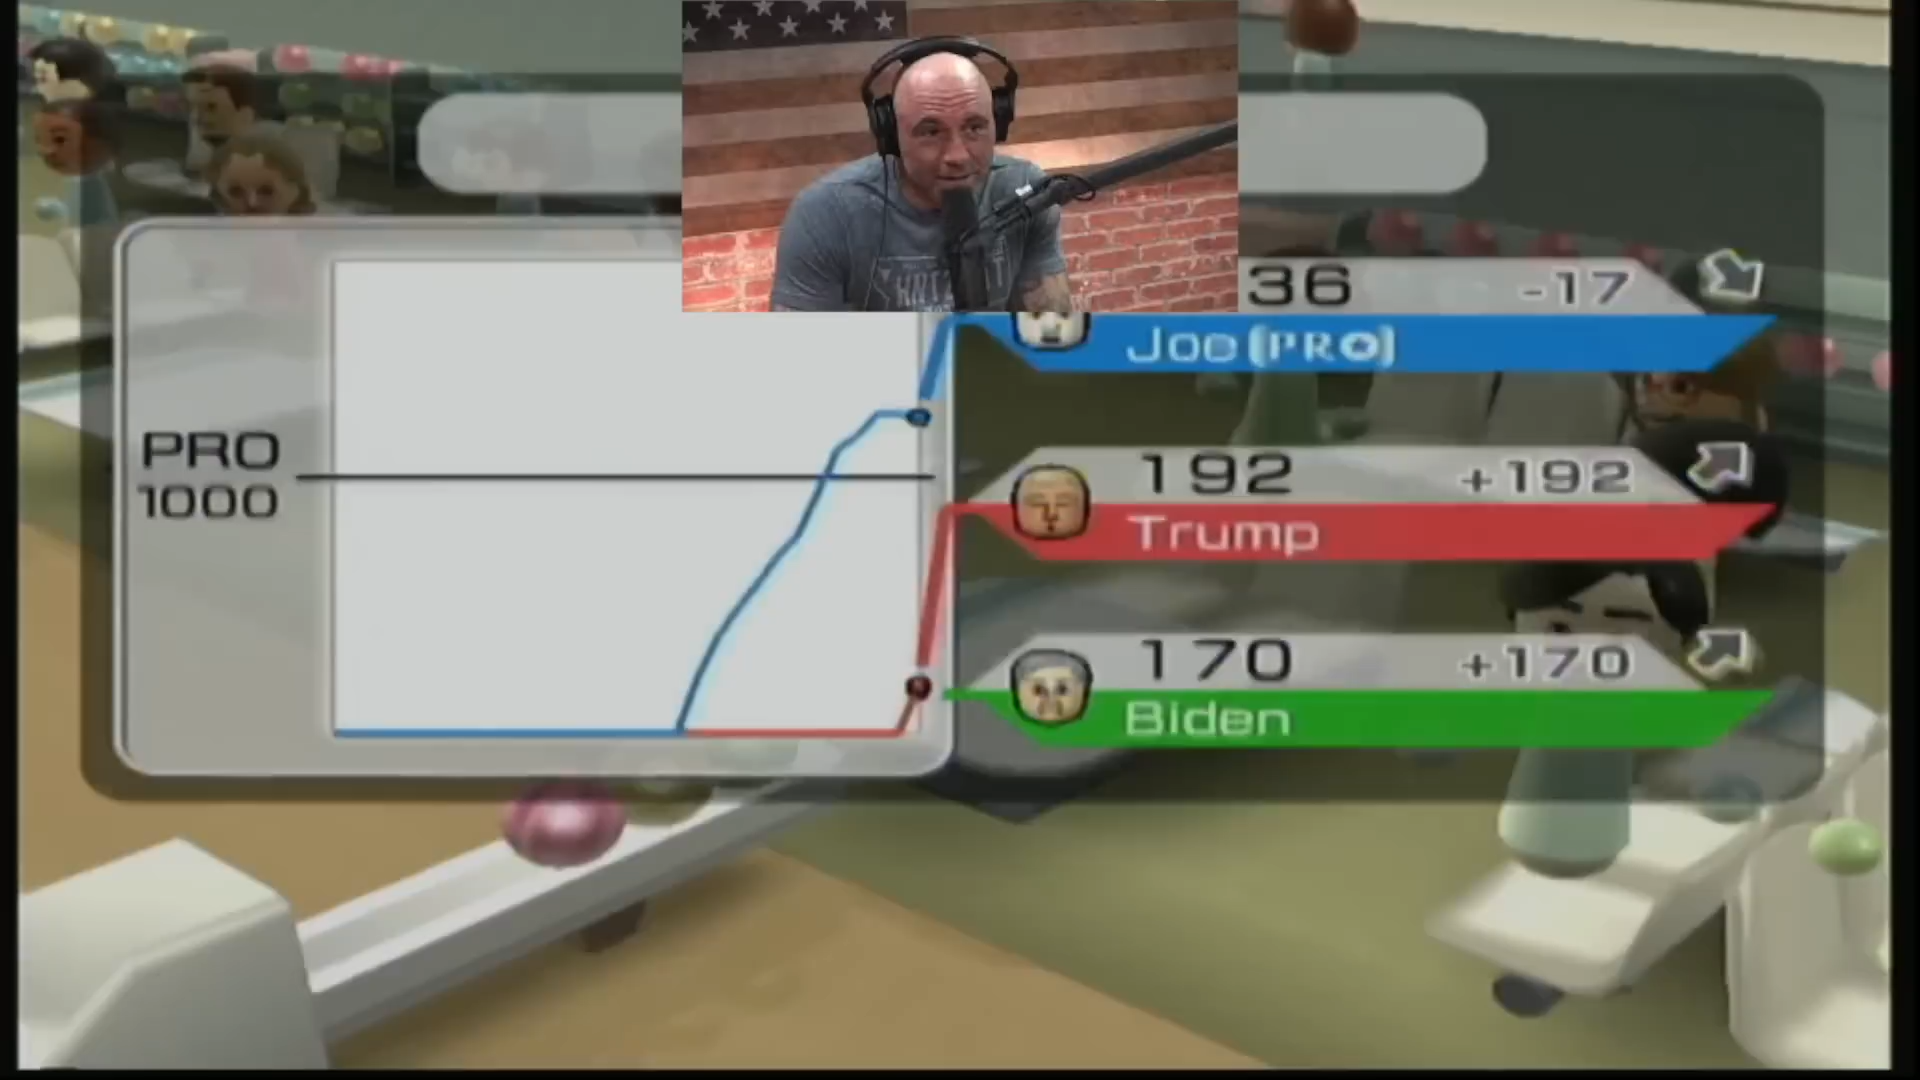 36 -17
Joe (PRO)
PRO
1000
192 +192
Trump
170 +170
Biden